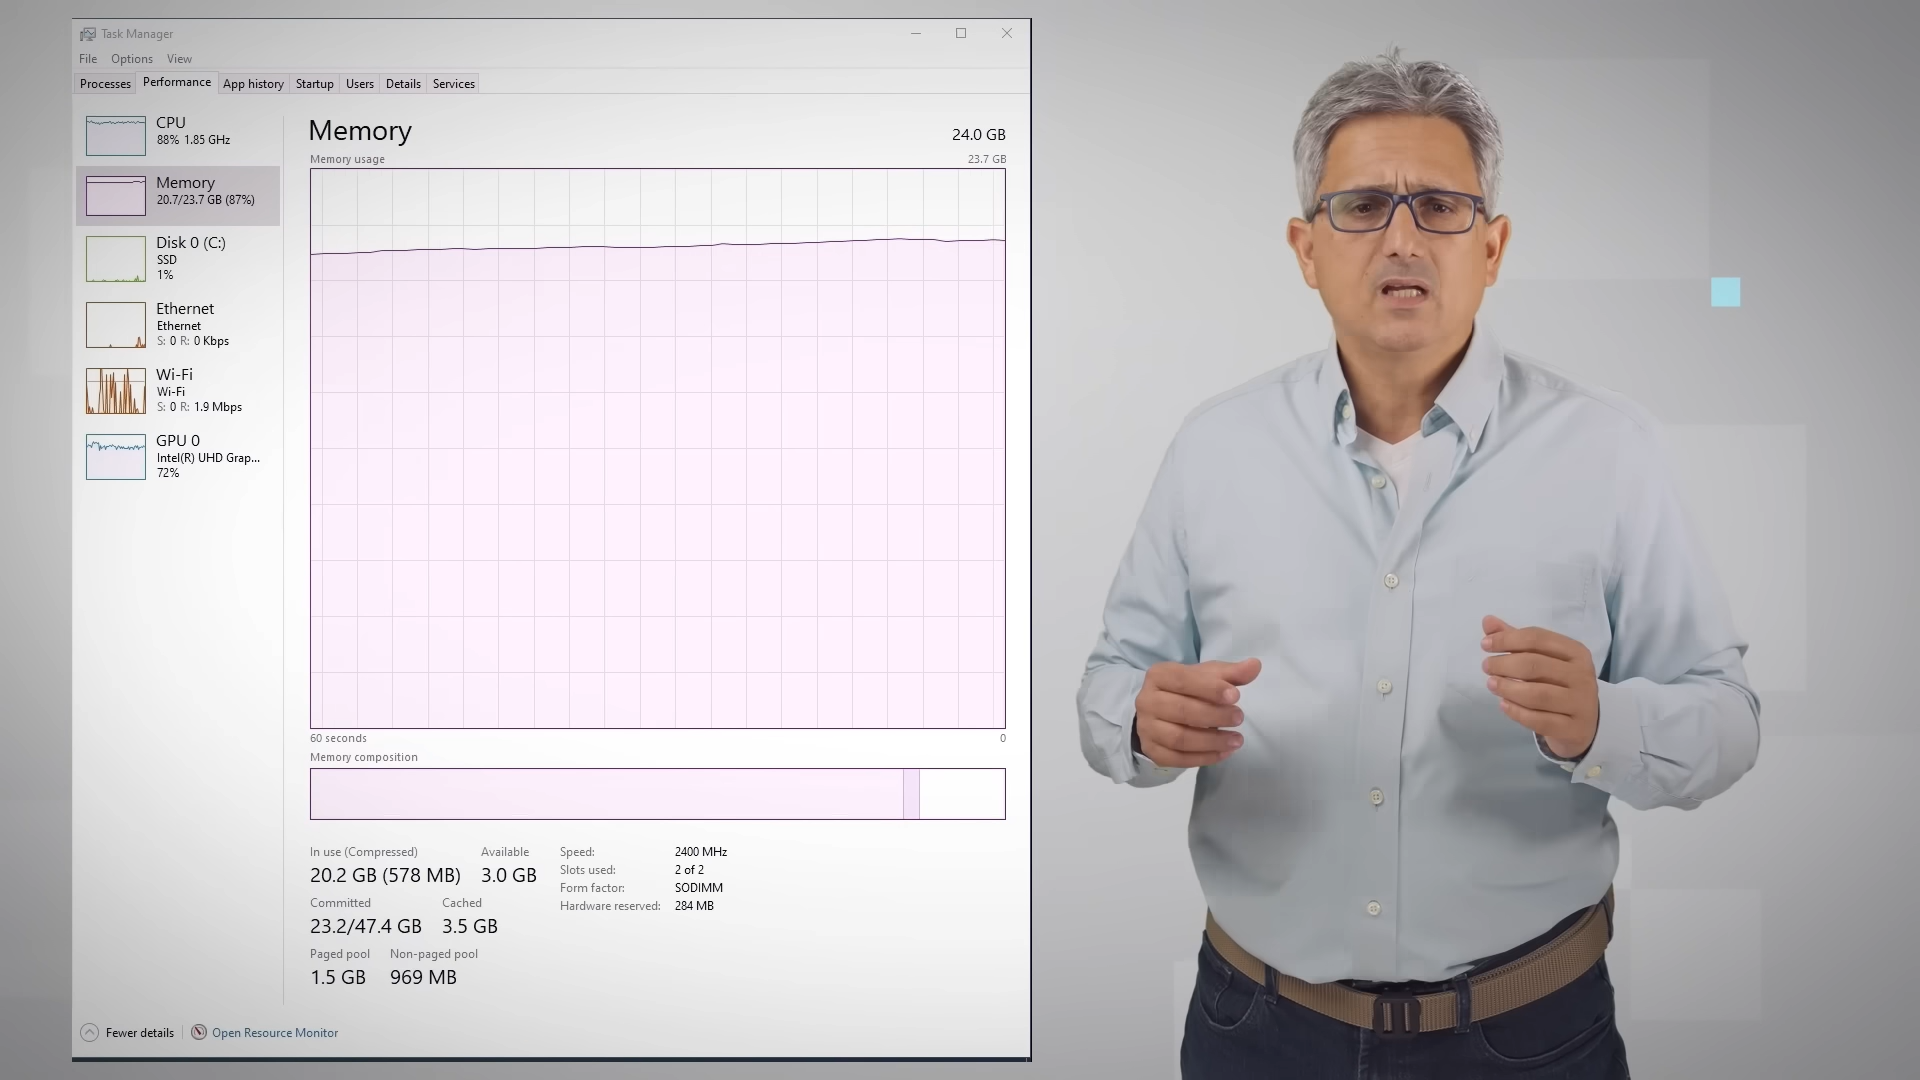 Task Manager
File Options View
Processes Performance App history Startup Users Details Services
CPU
88% 1.85 GHz
Memory
20.7/23.7 GB (87%)
Disk 0 (C:)
SSD
1%
Ethernet
Ethernet
S: 0 R: 0 Kbps
Wi-Fi
Wi-Fi
S: 0 R: 1.9 Mbps
GPU 0
Intel(R) UHD Grap...
72%
Memory 24.0 GB
Memory usage 23.7 GB
60 seconds 0
Memory composition
In use (Compressed) Available
20.2 GB (578 MB) 3.0 GB
Committed Cached
23.2/47.4 GB 3.5 GB
Paged pool Non-paged pool
1.5 GB 969 MB
Speed: 2400 MHz
Slots used: 2 of 2
Form factor: SODIMM
Hardware reserved: 284 MB
Fewer details Open Resource Monitor